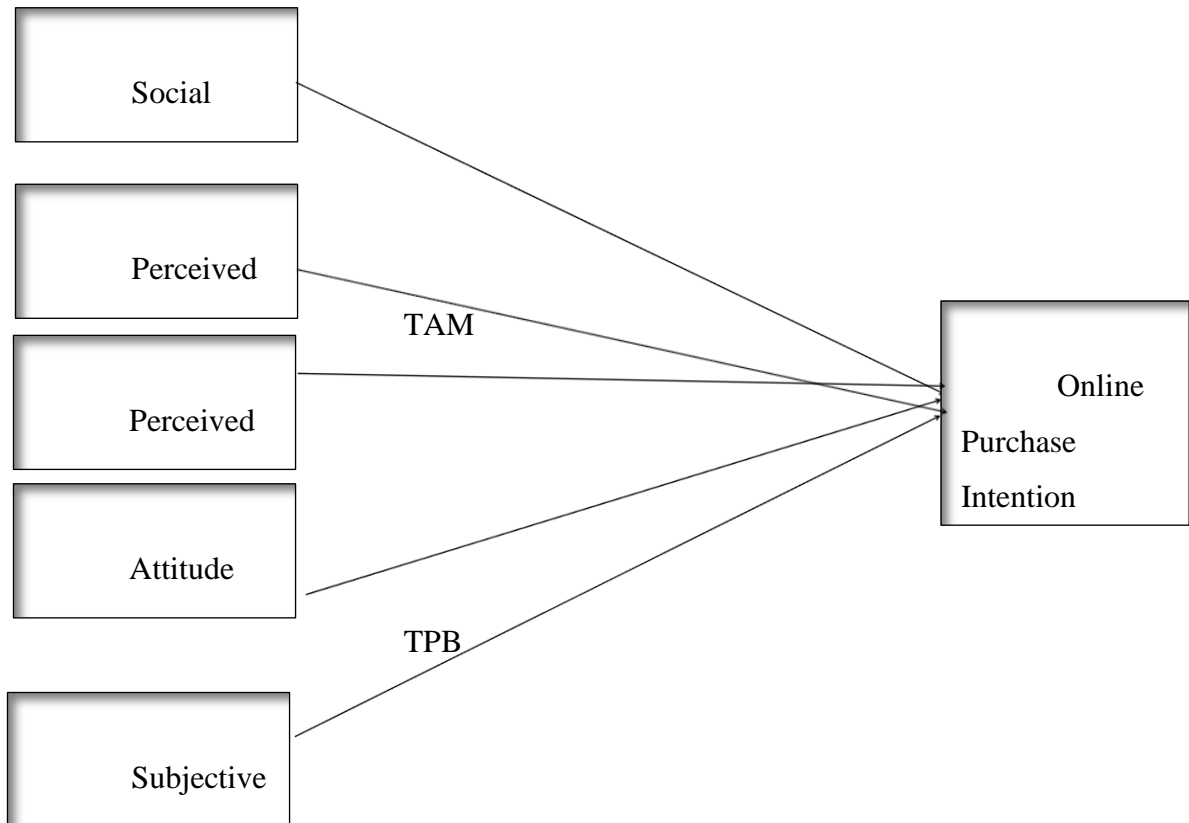 Social
Perceived
TAM
Perceived
Online
Purchase
Intention
Attitude
TPB
Subjective